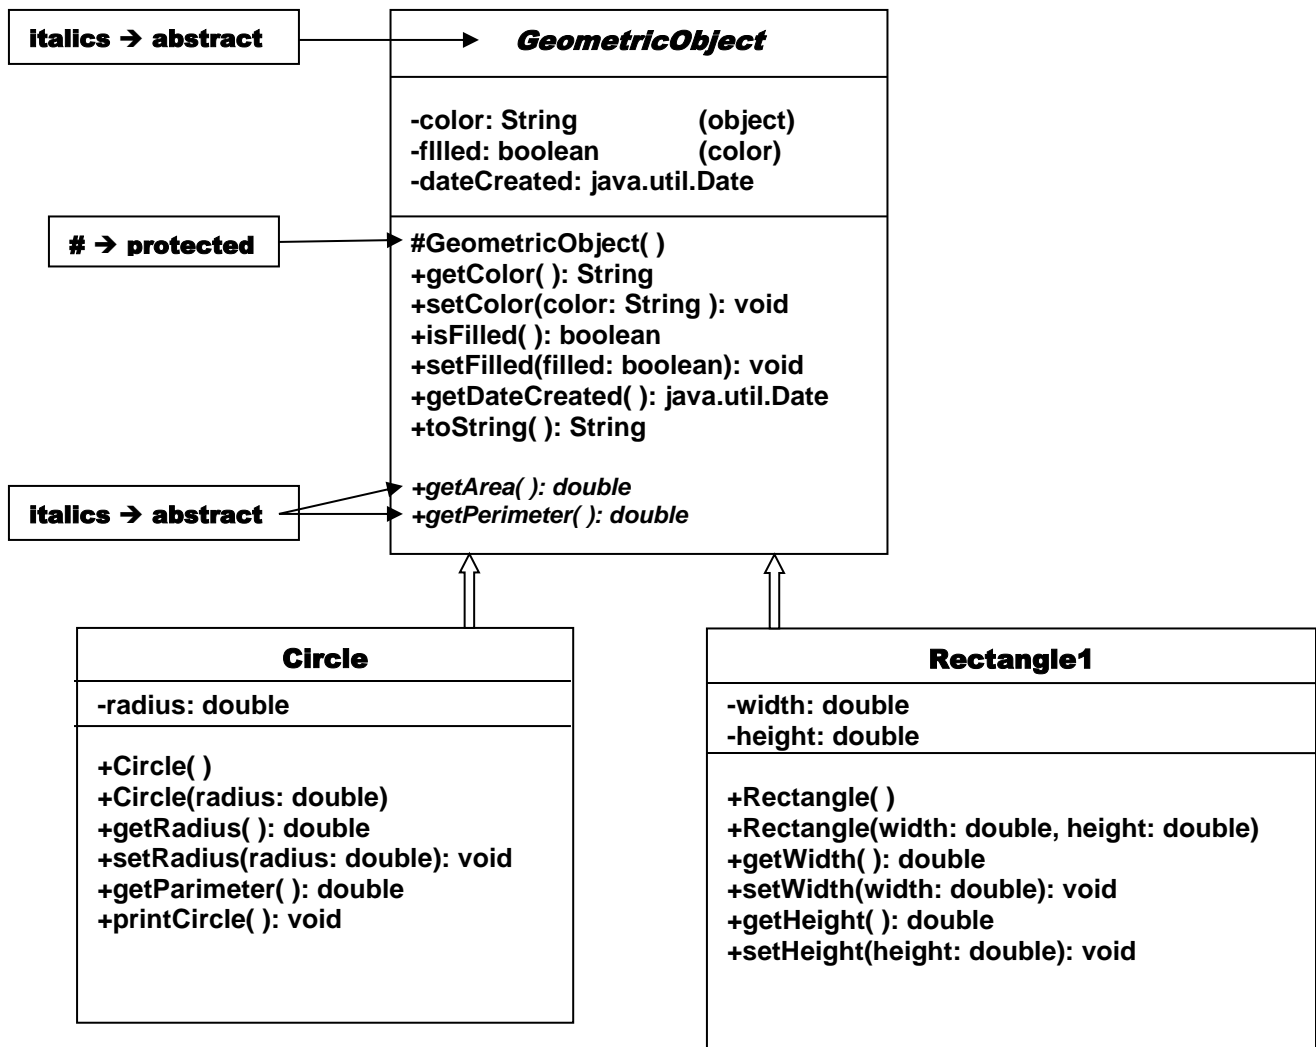 italics → abstract
GeometricObject
-color: String (object)
-fIlled: boolean (color)
-dateCreated: java.util.Date
# → protected
#GeometricObject( )
+getColor( ): String
+setColor(color: String ): void
+isFilled( ): boolean
+setFilled(filled: boolean): void
+getDateCreated( ): java.util.Date
+toString( ): String
italics → abstract
+getArea( ): double
+getPerimeter( ): double
Circle
-radius: double
+Circle( )
+Circle(radius: double)
+getRadius( ): double
+setRadius(radius: double): void
+getParimeter( ): double
+printCircle( ): void
Rectangle1
-width: double
-height: double
+Rectangle( )
+Rectangle(width: double, height: double)
+getWidth( ): double
+setWidth(width: double): void
+getHeight( ): double
+setHeight(height: double): void